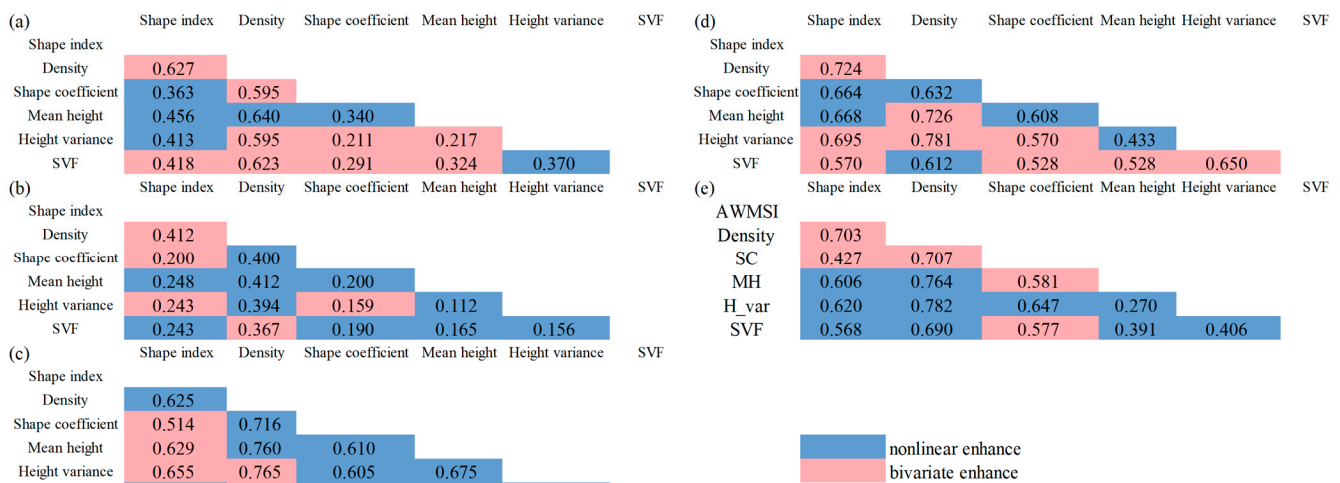 (a) Shape index Density Shape coefficient Mean height Height variance SVF
Shape index
Density 0.627
Shape coefficient 0.363 0.595
Mean height 0.456 0.640 0.340
Height variance 0.413 0.595 0.211 0.217
SVF 0.418 0.623 0.291 0.324 0.370
(b) Shape index Density Shape coefficient Mean height Height variance SVF
Shape index
Density 0.412
Shape coefficient 0.200 0.400
Mean height 0.248 0.412 0.200
Height variance 0.243 0.394 0.159 0.112
SVF 0.243 0.367 0.190 0.165 0.156
(c) Shape index Density Shape coefficient Mean height Height variance SVF
Shape index
Density 0.625
Shape coefficient 0.514 0.716
Mean height 0.629 0.760 0.610
Height variance 0.655 0.765 0.605 0.675
(d) Shape index Density Shape coefficient Mean height Height variance SVF
Shape index
Density 0.724
Shape coefficient 0.664 0.632
Mean height 0.668 0.726 0.608
Height variance 0.695 0.781 0.570 0.433
SVF 0.570 0.612 0.528 0.528 0.650
(e) Shape index Density Shape coefficient Mean height Height variance SVF
AWMSI
Density 0.703
SC 0.427 0.707
MH 0.606 0.764 0.581
H_var 0.620 0.782 0.647 0.270
SVF 0.568 0.690 0.577 0.391 0.406
nonlinear enhance
bivariate enhance